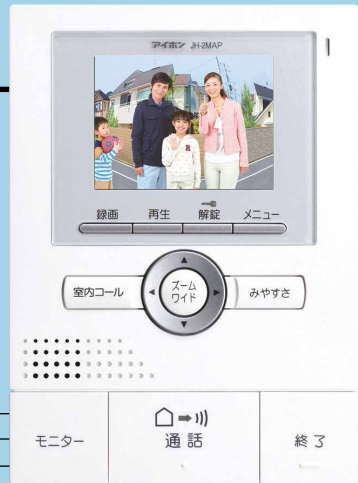 アイホン JH-2MAP
録画 再生 解錠 メニュー
室内コール
ズーム
ワイド
みやすさ
モニター
通話
終了